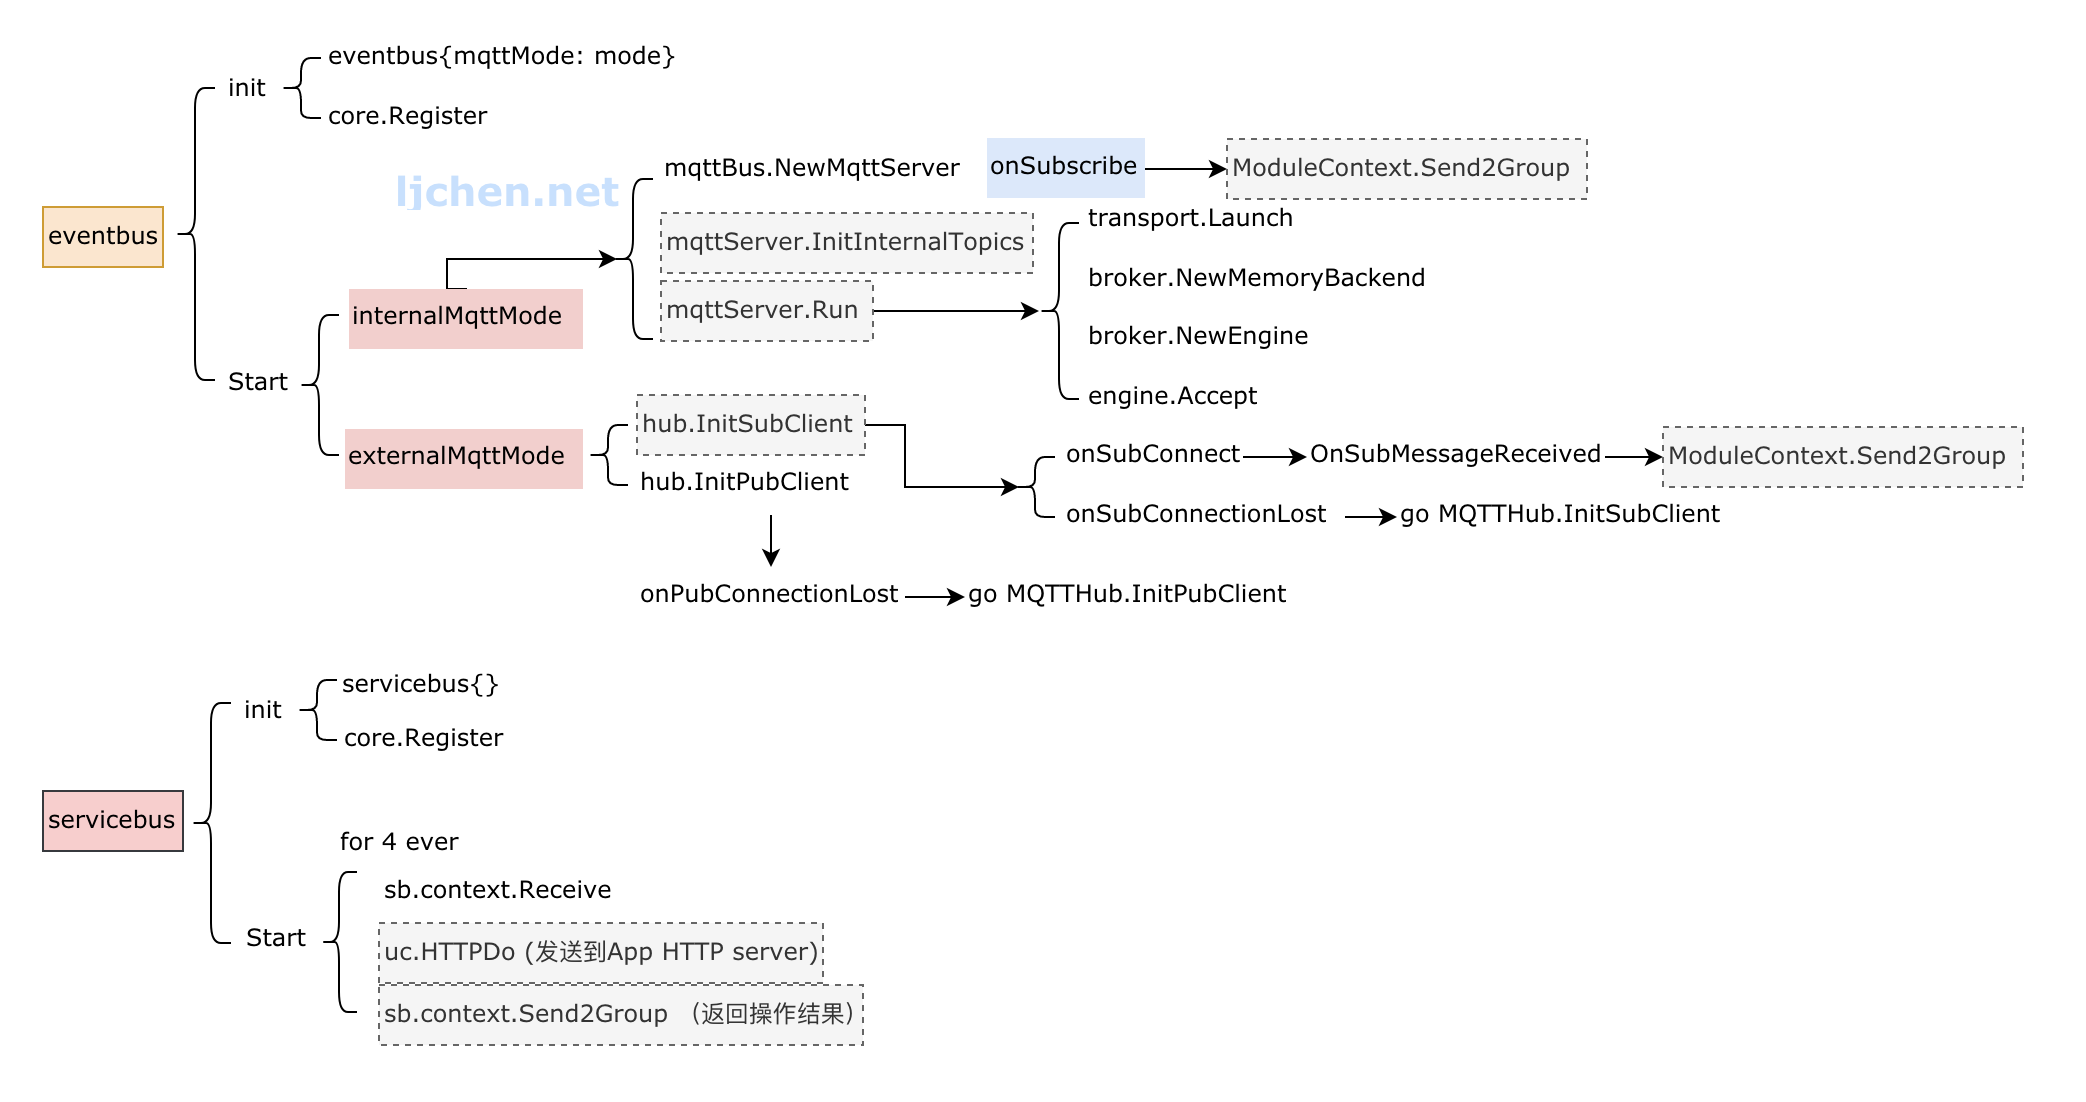 eventbus{mqttMode: mode}
init
core.Register
mqttBus.NewMqttServer
onSubscribe
ModuleContext.Send2Group
ljchen.net
transport.Launch
eventbus
mqttServer.InitInternalTopics
broker.NewMemoryBackend
internalMqttMode
mqttServer.Run
broker.NewEngine
Start
engine.Accept
hub.InitSubClient
externalMqttMode
onSubConnect
OnSubMessageReceived
ModuleContext.Send2Group
hub.InitPubClient
onSubConnectionLost
go MQTTHub.InitSubClient
onPubConnectionLost
go MQTTHub.InitPubClient
servicebus{}
init
core.Register
servicebus
for 4 ever
sb.context.Receive
Start
uc.HTTPDo (发送到App HTTP server)
sb.context.Send2Group （返回操作结果）